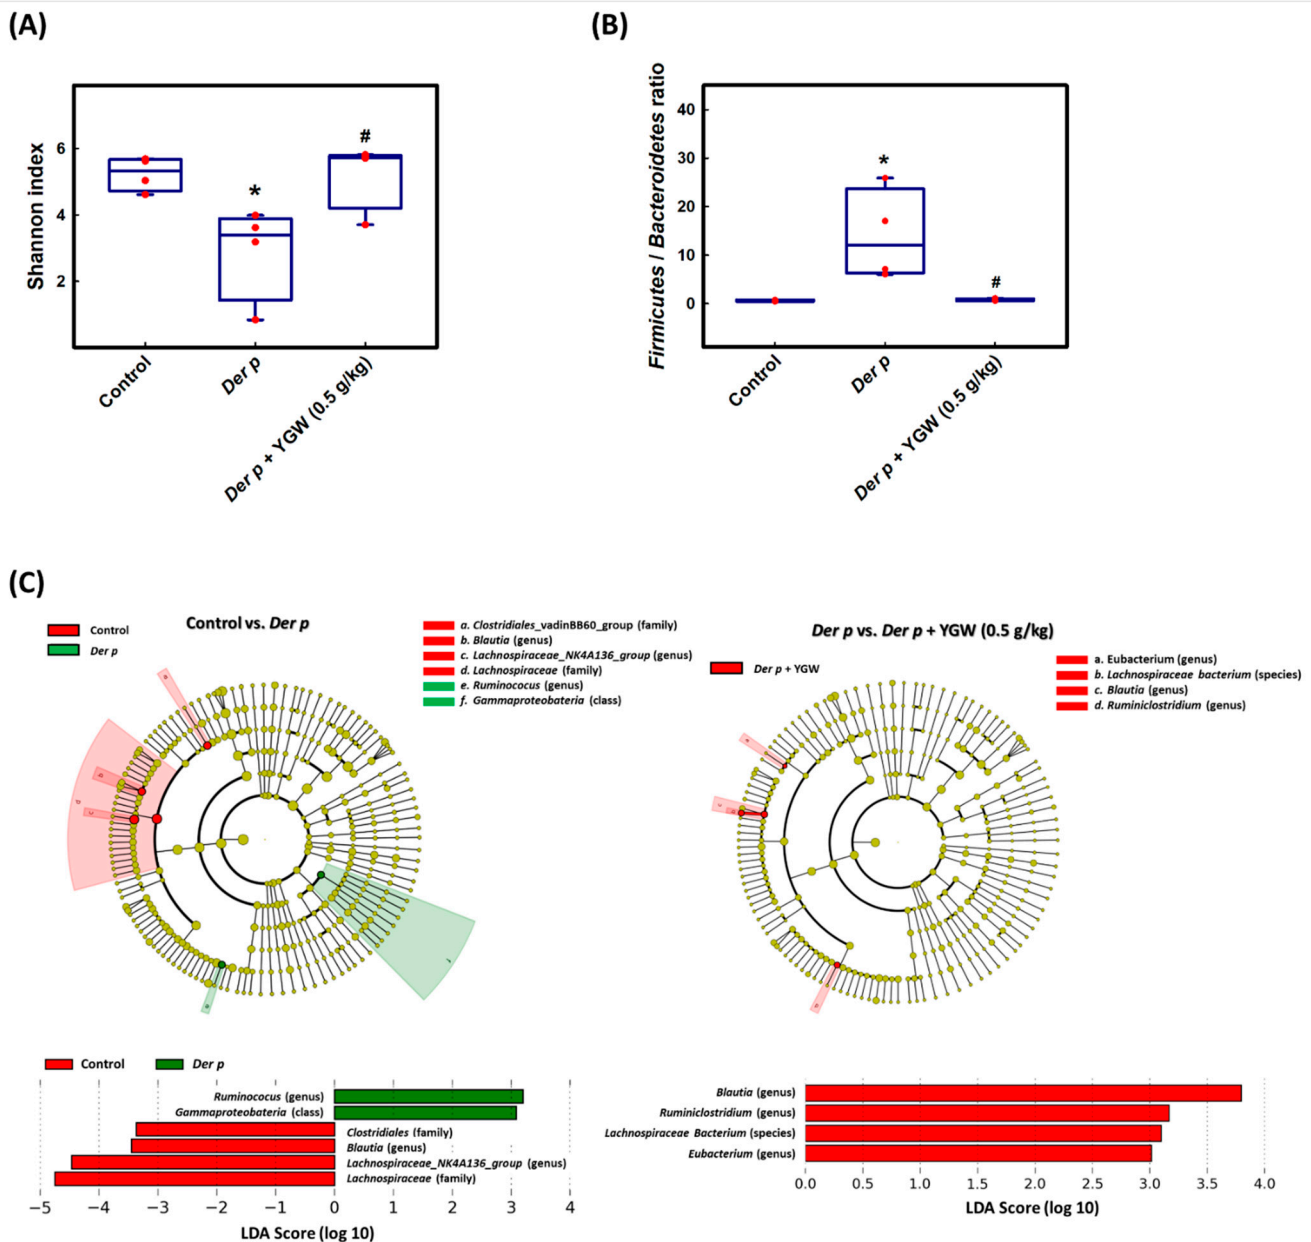 (A)
(B)
Shannon index
6
4
2
*
#
Control
Der p
Der p + YGW (0.5 g/kg)
Firmicutes / Bacteroidetes ratio
40
30
20
10
0
*
#
Control
Der p
Der p + YGW (0.5 g/kg)
(C)
Control vs. Der p
Control
Der p
a. Clostridiales_vadinBB60_group (family)
b. Blautia (genus)
c. Lachnospiraceae_NK4A136_group (genus)
d. Lachnospiraceae (family)
e. Ruminococus (genus)
f. Gammaproteobateria (class)
Der p vs. Der p + YGW (0.5 g/kg)
Der p + YGW
a. Eubacterium (genus)
b. Lachnospiraceae bacterium (species)
c. Blautia (genus)
d. Ruminiclostridium (genus)
Control
Der p
Ruminococus (genus)
Gammaproteobateria (class)
Clostridiales (family)
Blautia (genus)
Lachnospiraceae_NK4A136_group (genus)
Lachnospiraceae (family)
−5 −4 −3 −2 −1 0 1 2 3 4
LDA Score (log 10)
Blautia (genus)
Ruminiclostridium (genus)
Lachnospiraceae Bacterium (species)
Eubacterium (genus)
0.0 0.5 1.0 1.5 2.0 2.5 3.0 3.5 4.0
LDA Score (log 10)